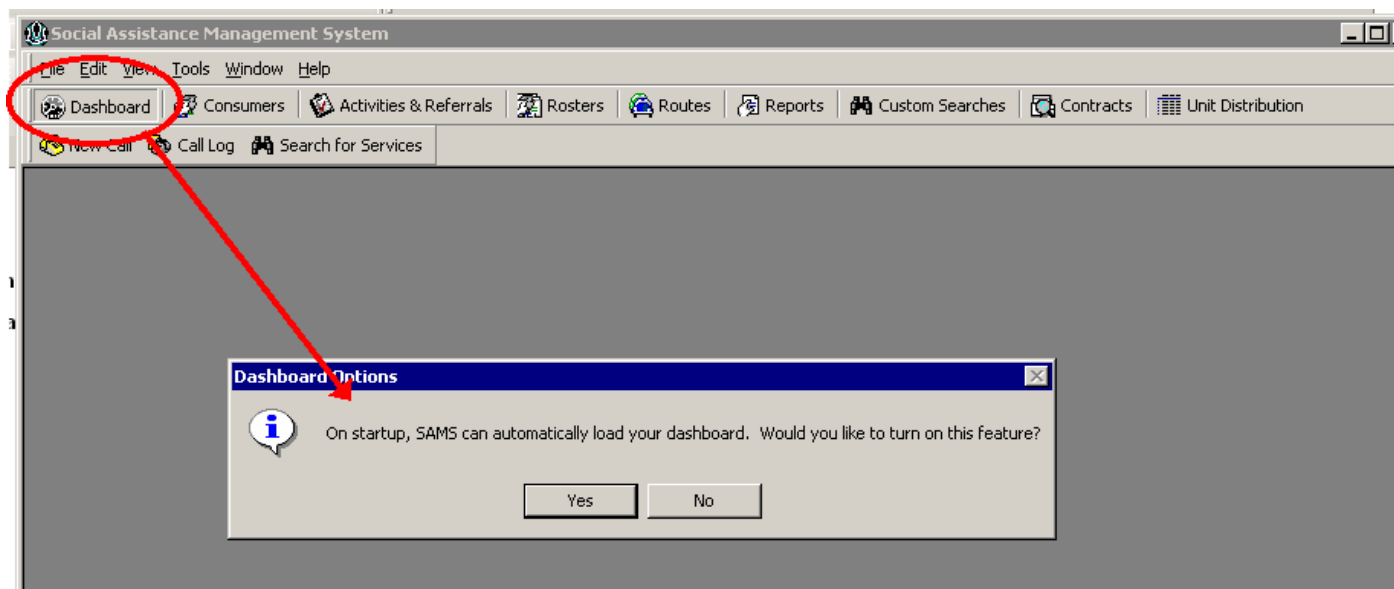 Social Assistance Management System
File Edit View Tools Window Help
Dashboard Consumers Activities & Referrals Rosters Routes Reports Custom Searches Contracts Unit Distribution
New Call Call Log Search for Services
Dashboard Options
On startup, SAMS can automatically load your dashboard. Would you like to turn on this feature?
Yes No